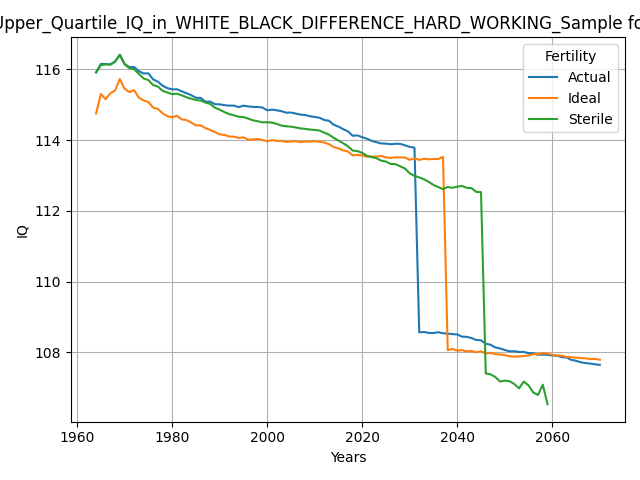 Upper_Quartile_IQ_in_WHITE_BLACK_DIFFERENCE_HARD_WORKING_Sample fo
Fertility
Actual
Ideal
Sterile
116
114
112
110
108
IQ
1960
1980
2000
2020
2040
2060
Years